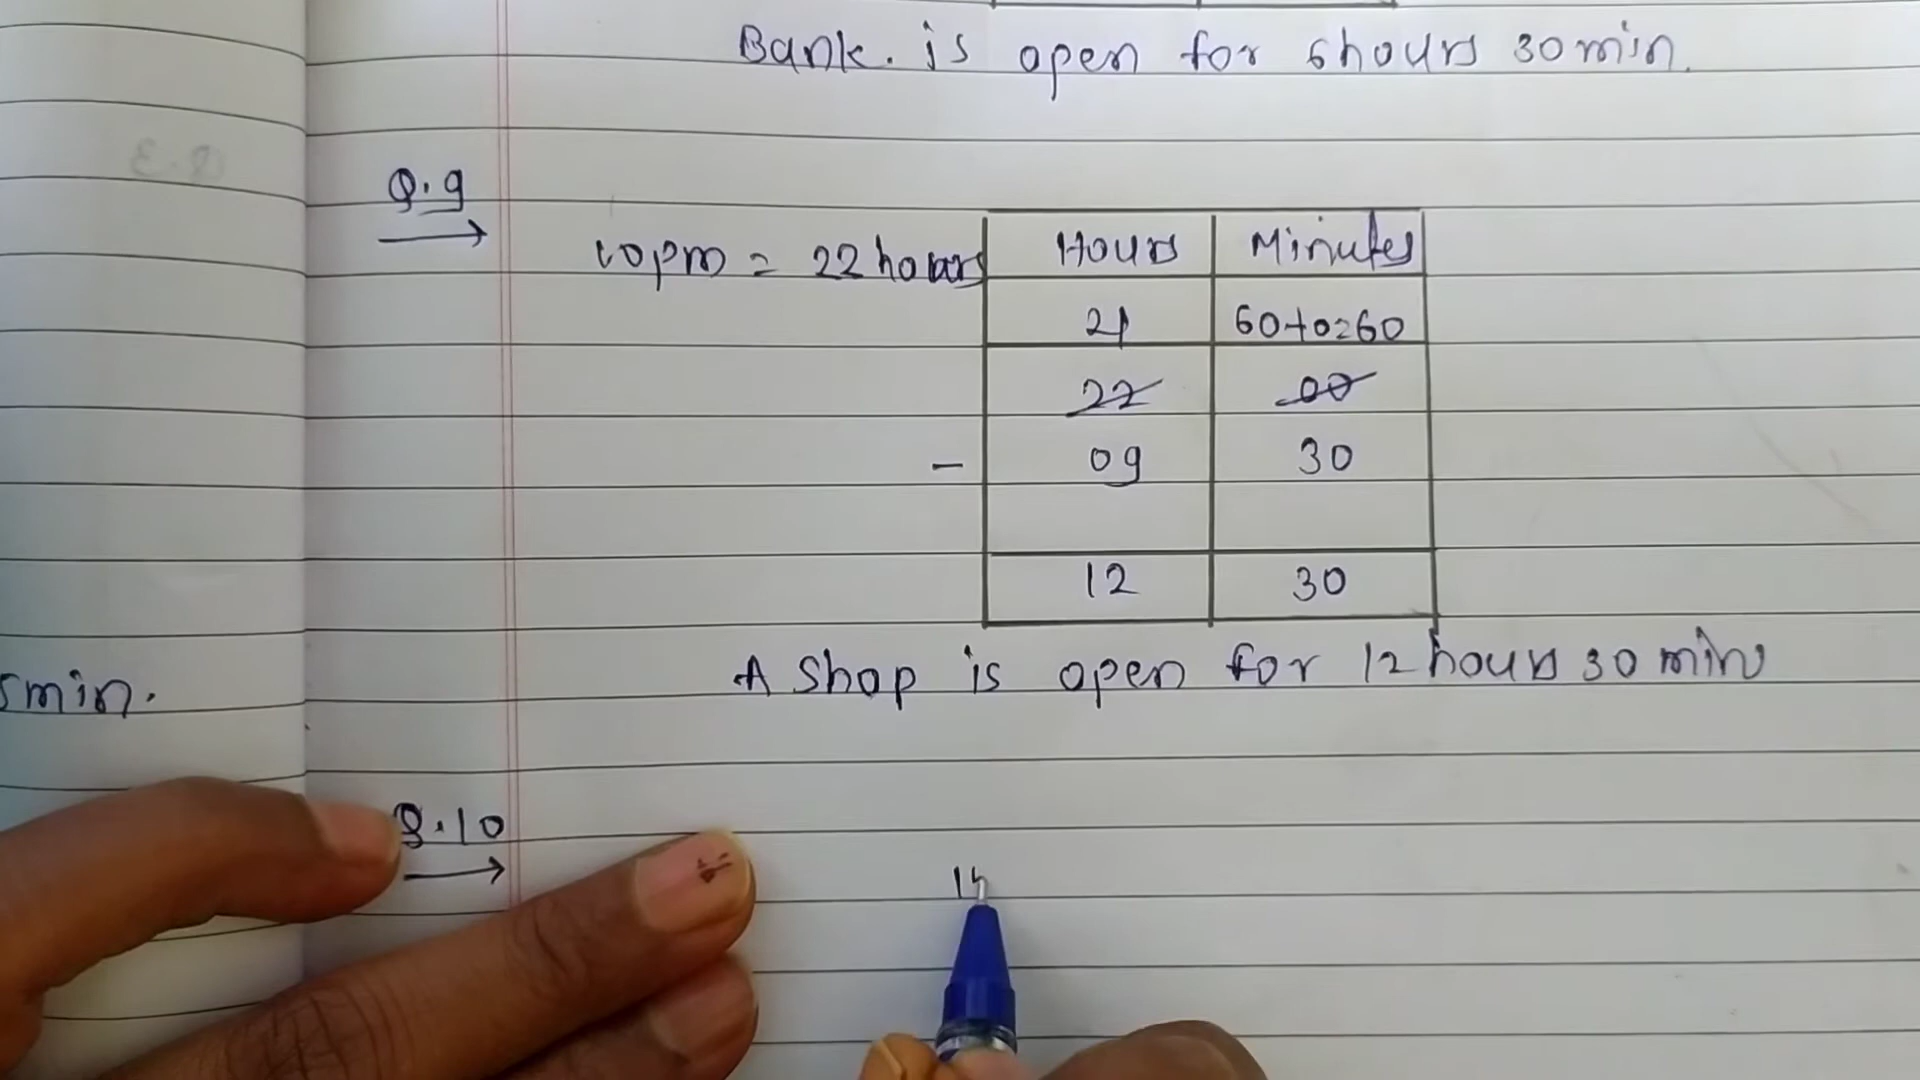 Bank. is open for 6 hours 30 min.
Q.9
10pm = 22 hours
Hours Minutes
21 60+0=60
22 00
- 09 30
12 30
A Shop is open for 12 hours 30 min
5 min.
Q.10